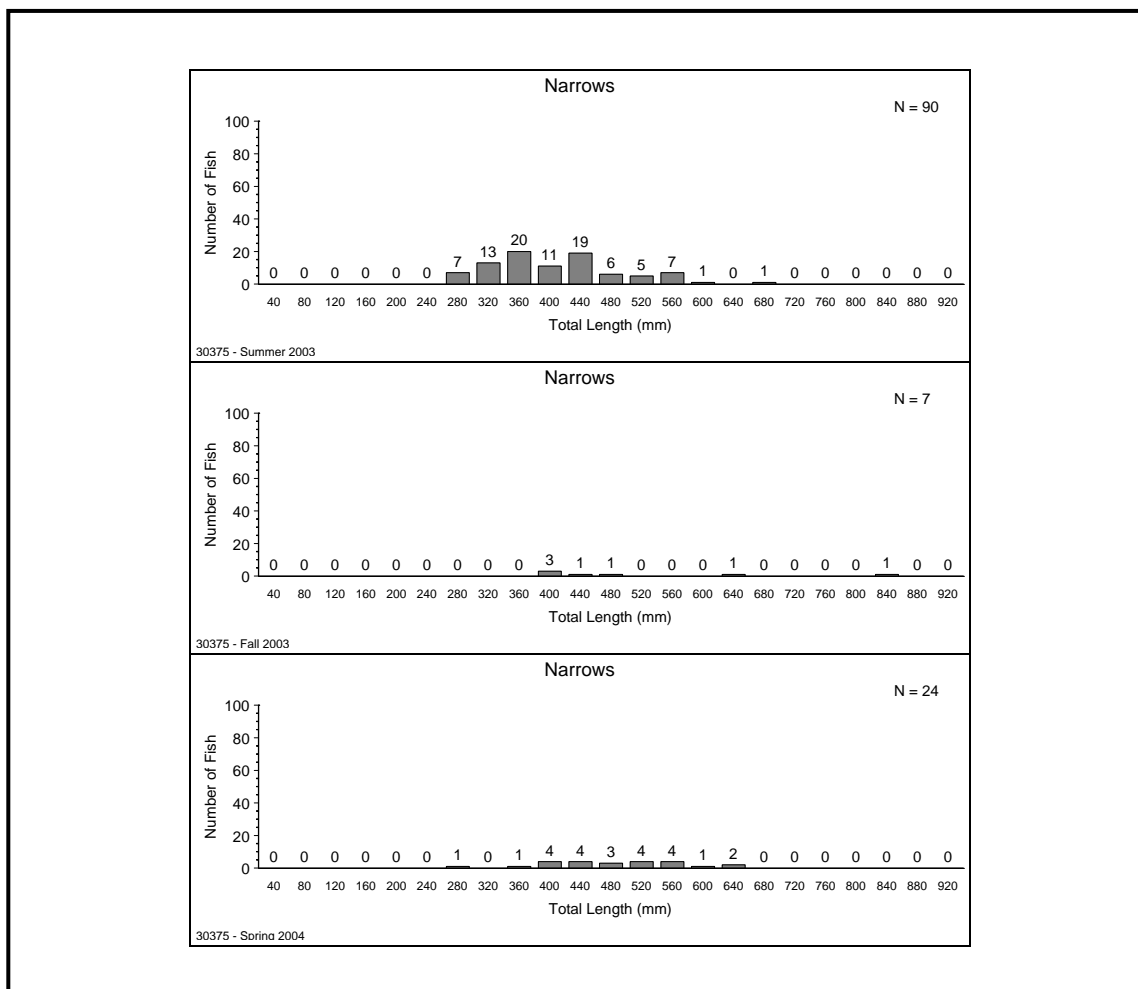 Narrows
N = 90
100
80
60
40
20
0
Number of Fish
0 0 0 0 0 0 7 13 20 11 19 6 5 7 1 0 1 0 0 0 0 0 0
40 80 120 160 200 240 280 320 360 400 440 480 520 560 600 640 680 720 760 800 840 880 920
Total Length (mm)
30375 - Summer 2003
Narrows
N = 7
100
80
60
40
20
0
Number of Fish
0 0 0 0 0 0 0 0 0 3 1 1 0 0 0 1 0 0 0 0 1 0 0
40 80 120 160 200 240 280 320 360 400 440 480 520 560 600 640 680 720 760 800 840 880 920
Total Length (mm)
30375 - Fall 2003
Narrows
N = 24
100
80
60
40
20
0
Number of Fish
0 0 0 0 0 0 1 0 1 4 4 3 4 4 1 2 0 0 0 0 0 0 0
40 80 120 160 200 240 280 320 360 400 440 480 520 560 600 640 680 720 760 800 840 880 920
Total Length (mm)
30375 - Spring 2004